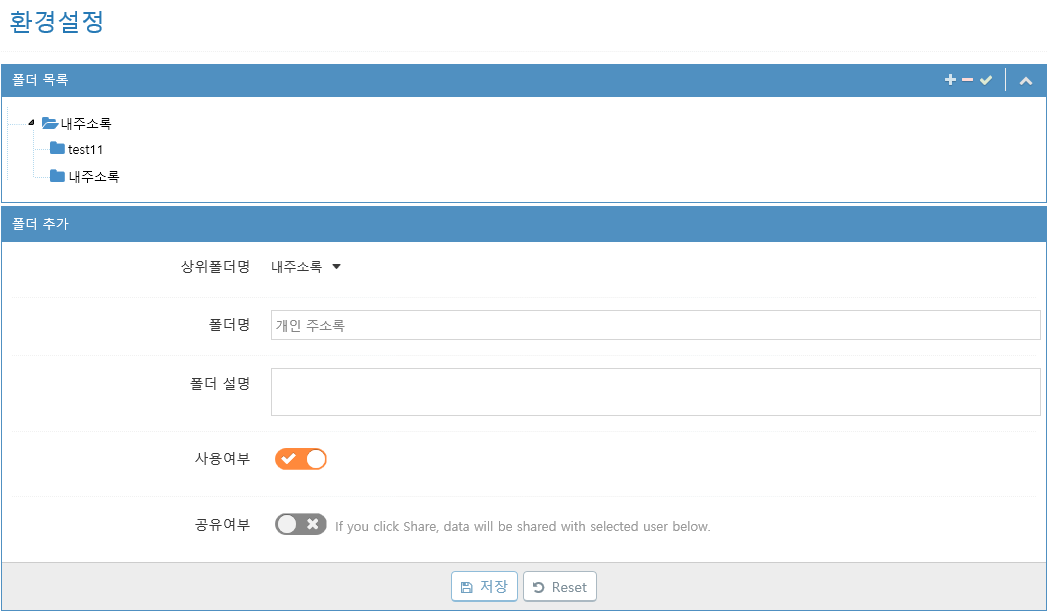 환경설정
폴더 목록
내주소록
test11
내주소록
폴더 추가
상위폴더명 내주소록
폴더명 개인 주소록
폴더 설명
사용여부
공유여부 If you click Share, data will be shared with selected user below.
저장 Reset